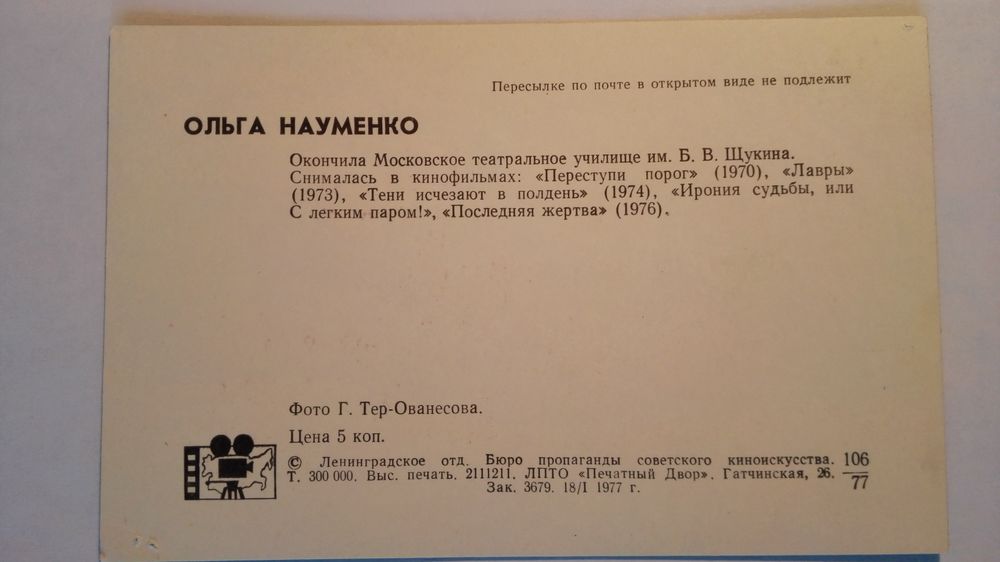 Пересылке по почте в открытом виде не подлежит
ОЛЬГА НАУМЕНКО
Окончила Московское театральное училище им. Б. В. Щукина.
Снималась в кинофильмах: «Переступи порог» (1970), «Лавры»
(1973), «Тени исчезают в полдень» (1974), «Ирония судьбы, или
С легким паром!», «Последняя жертва» (1976).
Фото Г. Тер-Ованесова.
Цена 5 коп.
© Ленинградское отд. Бюро пропаганды советского киноискусства. 106
Т. 300 000. Выс. печать. 2111211. ЛПТО «Печатный Двор». Гатчинская, 26. 77
Зак. 3679. 18/I 1977 г.